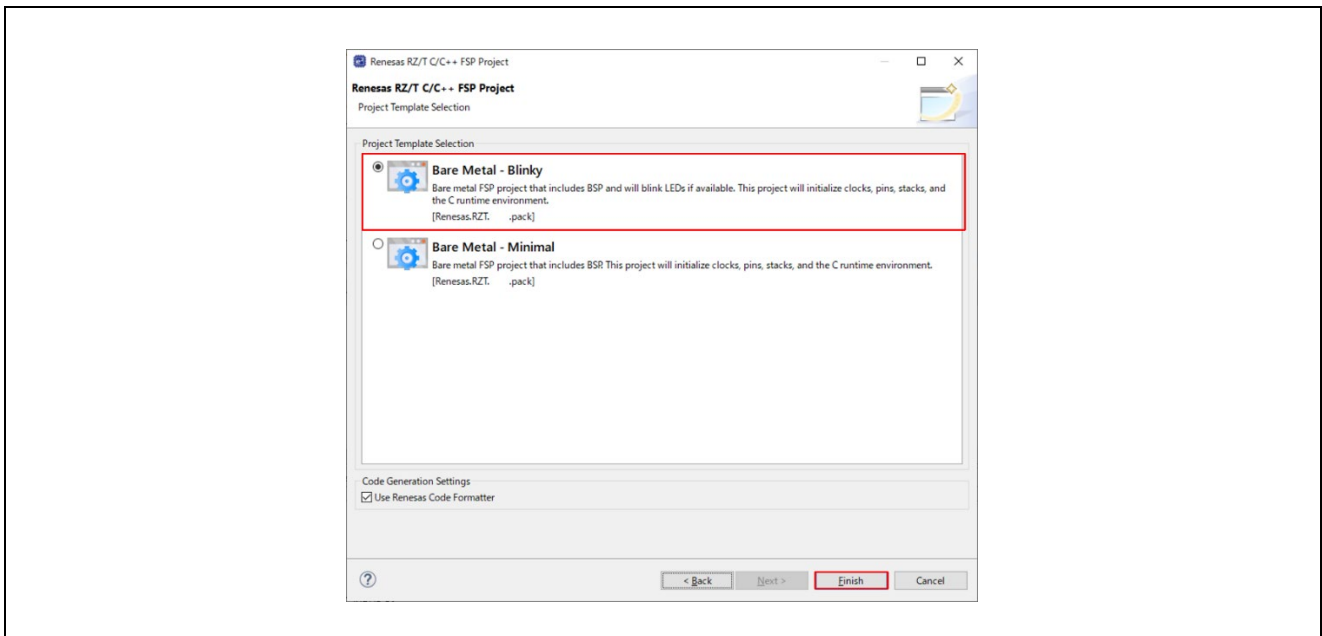 Renesas RZ/T C/C++ FSP Project
Renesas RZ/T C/C++ FSP Project
Project Template Selection
Project Template Selection
Bare Metal - Blinky
Bare metal FSP project that includes BSP and will blink LEDs if available. This project will initialize clocks, pins, stacks, and
the C runtime environment.
[Renesas.RZT. .pack]
Bare Metal - Minimal
Bare metal FSP project that includes BSP. This project will initialize clocks, pins, stacks, and the C runtime environment.
[Renesas.RZT. .pack]
Code Generation Settings
Use Renesas Code Formatter
? < Back Next > Finish Cancel